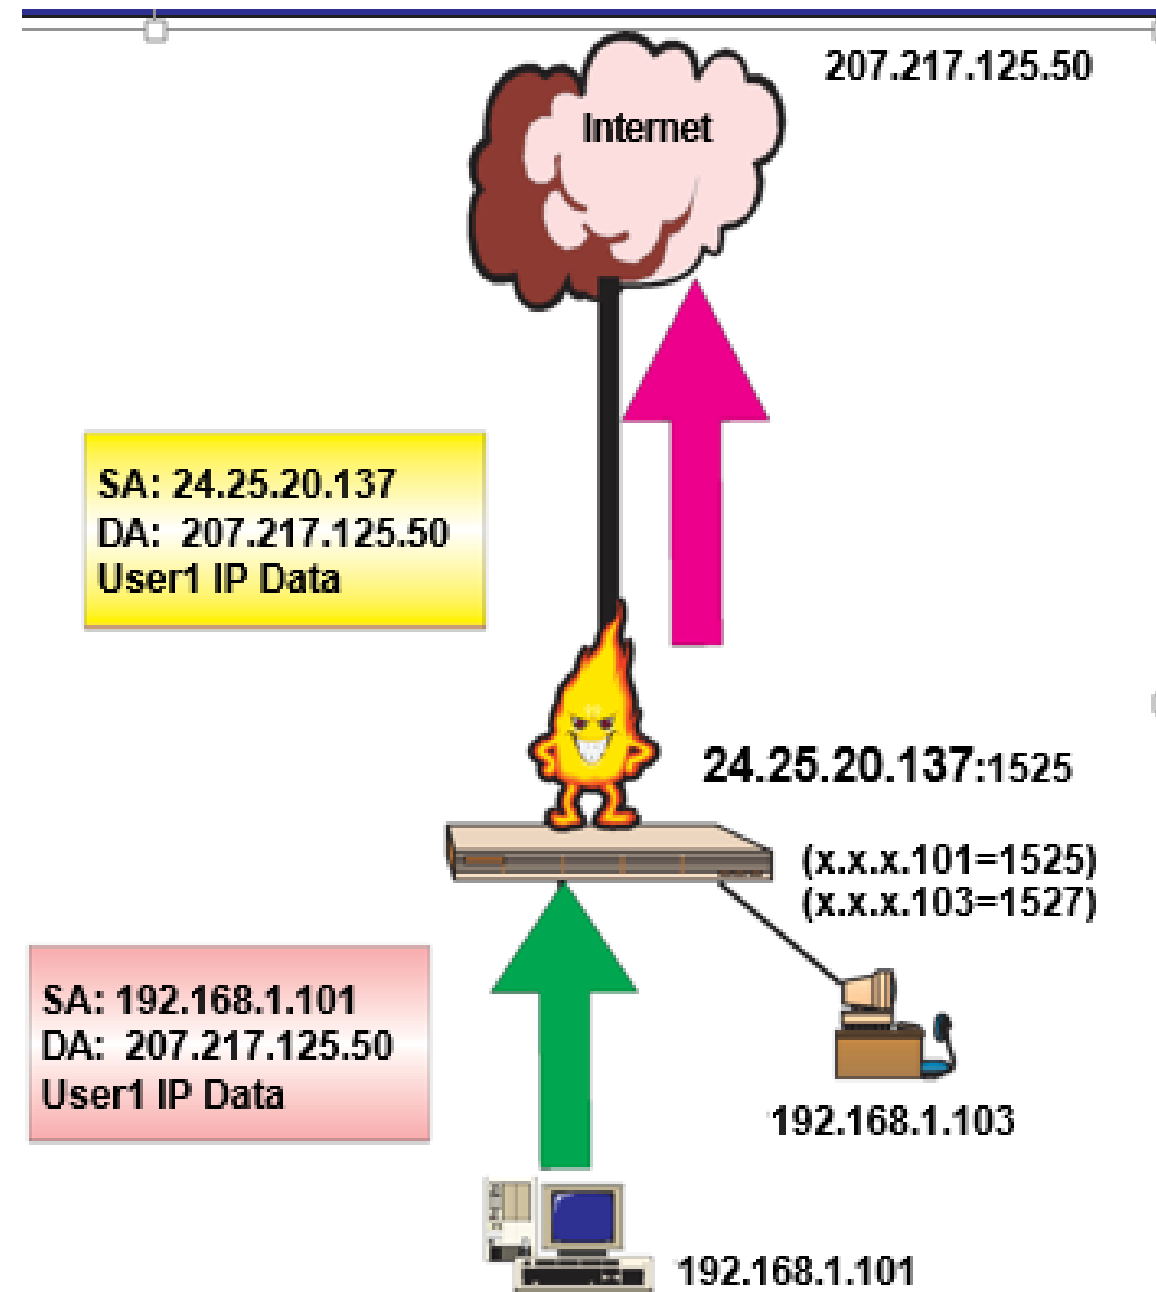 207.217.125.50
Internet
SA: 24.25.20.137
DA: 207.217.125.50
User1 IP Data
24.25.20.137:1525
(x.x.x.101=1525)
(x.x.x.103=1527)
SA: 192.168.1.101
DA: 207.217.125.50
User1 IP Data
192.168.1.103
192.168.1.101